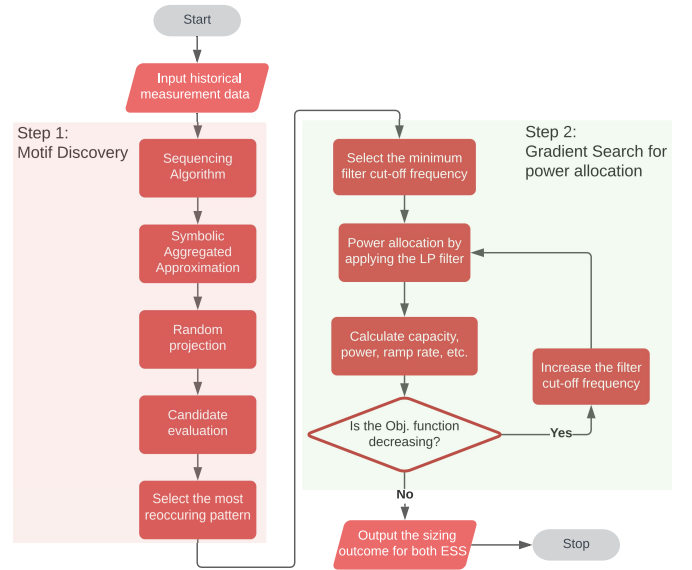 Start
Input historical
measurement data
Step 1:
Motif Discovery
Sequencing
Algorithm
Symbolic
Aggregated
Approximation
Random
projection
Candidate
evaluation
Select the most
reoccuring pattern
Step 2:
Gradient Search for
power allocation
Select the minimum
filter cut-off frequency
Power allocation by
applying the LP filter
Calculate capacity,
power, ramp rate, etc.
Is the Obj. function
decreasing?
Yes
Increase the filter
cut-off frequency
No
Output the sizing
outcome for both ESS
Stop